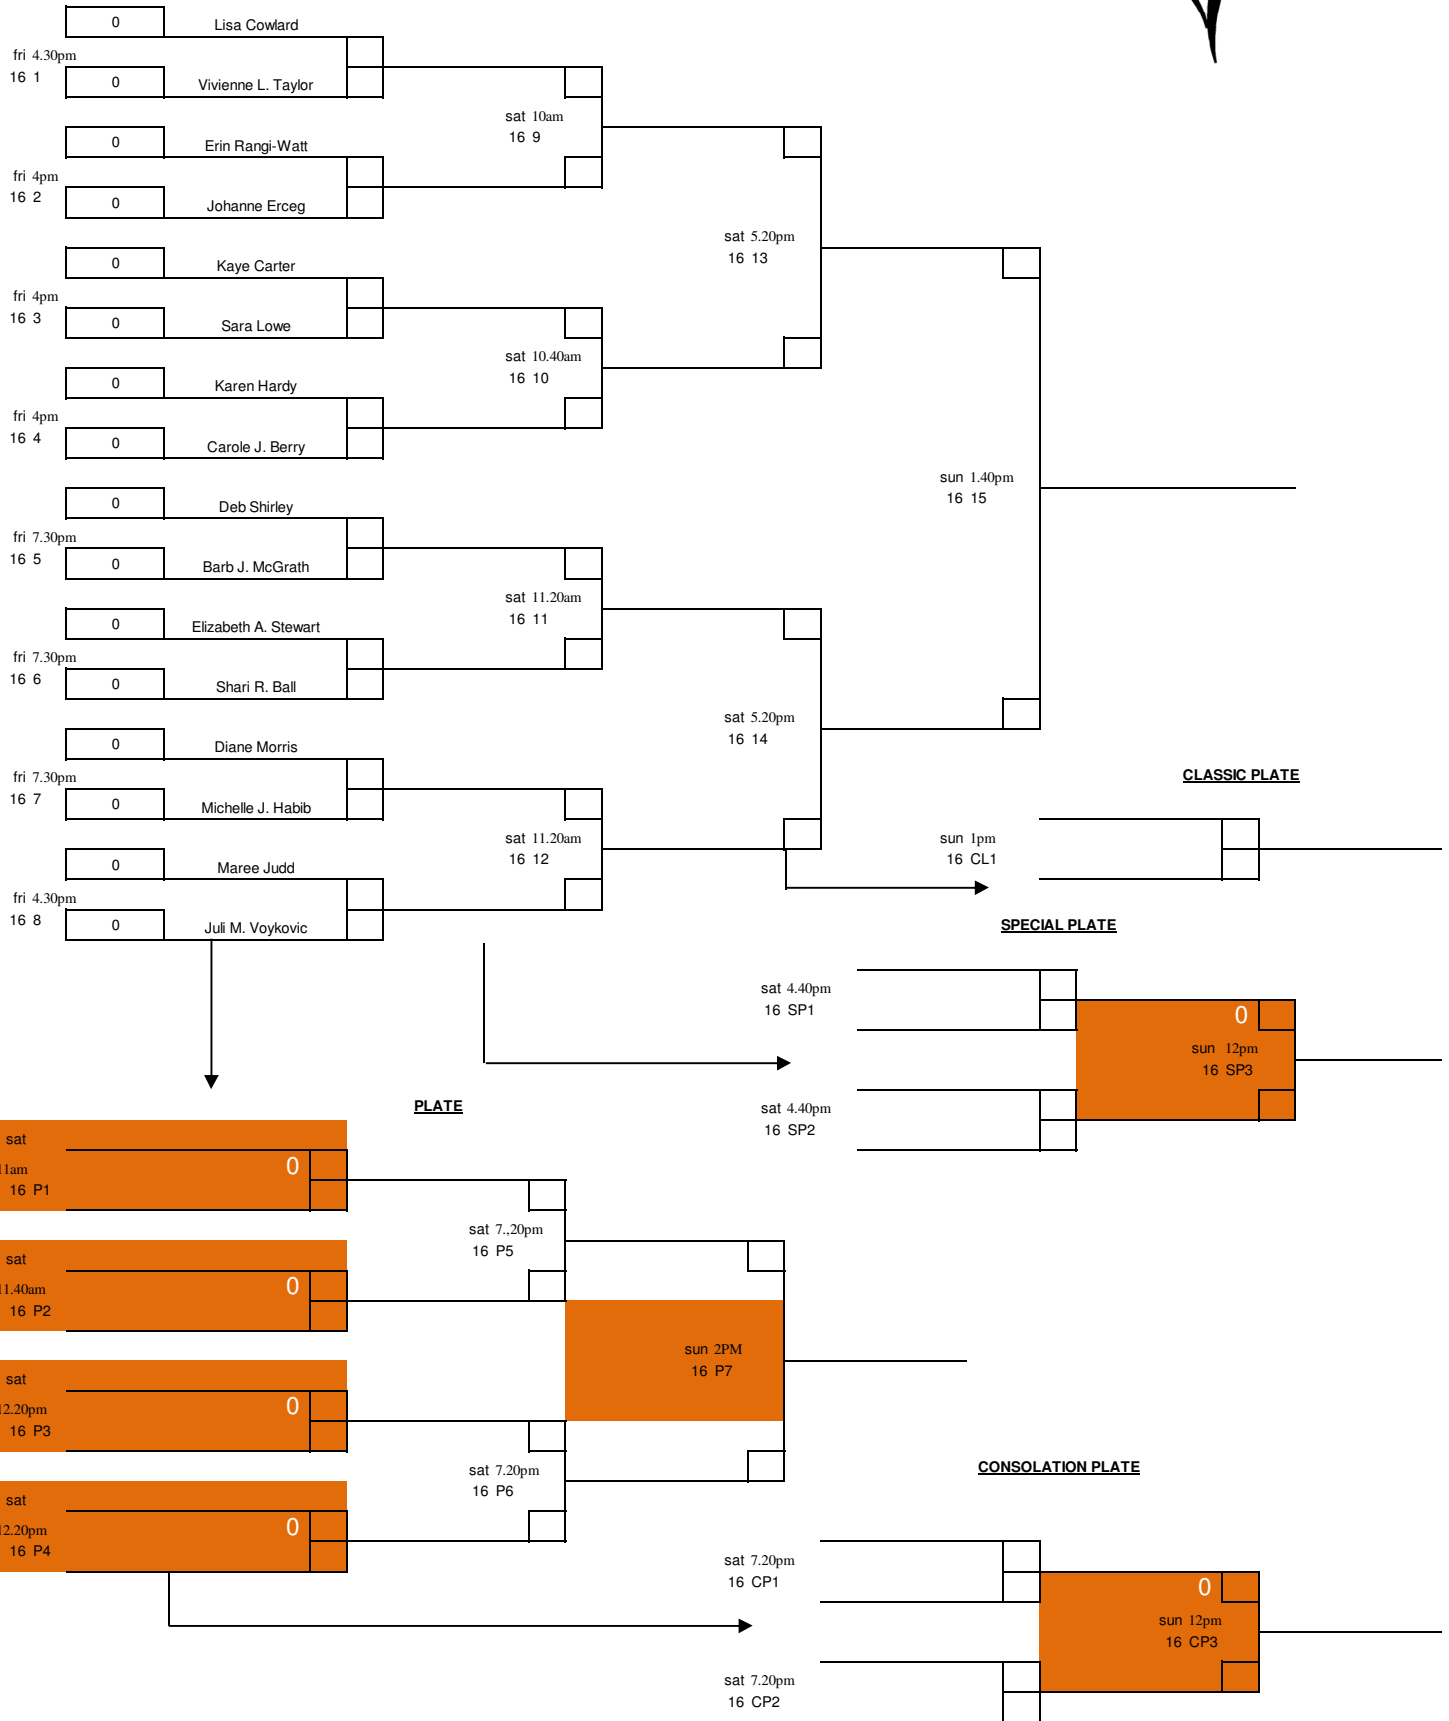 0 Lisa Cowlard
fri 4.30pm
16 1
0 Vivienne L. Taylor
sat 10am
16 9
0 Erin Rangi-Watt
fri 4pm
16 2
0 Johanne Erceg
sat 5.20pm
16 13
0 Kaye Carter
fri 4pm
16 3
0 Sara Lowe
sat 10.40am
16 10
0 Karen Hardy
fri 4pm
16 4
0 Carole J. Berry
sun 1.40pm
16 15
0 Deb Shirley
fri 7.30pm
16 5
0 Barb J. McGrath
sat 11.20am
16 11
0 Elizabeth A. Stewart
fri 7.30pm
16 6
0 Shari R. Ball
sat 5.20pm
16 14
0 Diane Morris
fri 7.30pm
16 7
0 Michelle J. Habib
CLASSIC PLATE
sat 11.20am
16 12
sun 1pm
16 CL1
0 Maree Judd
fri 4.30pm
16 8
0 Juli M. Voykovic
SPECIAL PLATE
sat 4.40pm
16 SP1
0
sun 12pm
16 SP3
sat 4.40pm
16 SP2
PLATE
sat
11am
16 P1
0
sat 7.,20pm
16 P5
sat
11.40am
16 P2
0
sun 2PM
16 P7
sat
12.20pm
16 P3
0
sat 7.20pm
16 P6
CONSOLATION PLATE
sat
12.20pm
16 P4
0
sat 7.20pm
16 CP1
0
sun 12pm
16 CP3
sat 7.20pm
16 CP2